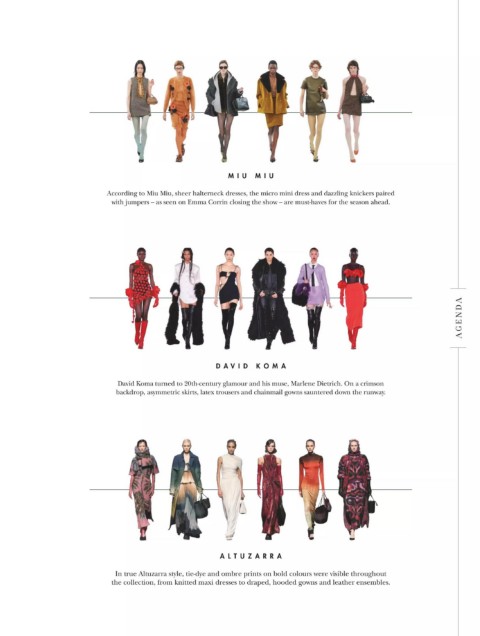 MIU MIU
According to Miu Miu, sheer halterneck dresses, the micro mini dress and dazzling knickers paired
with jumpers – as seen on Emma Corrin closing the show – are must-haves for the season ahead.
AGENDA
DAVID KOMA
David Koma turned to 20th-century glamour and his muse, Marlene Dietrich. On a crimson
backdrop, asymmetric skirts, latex trousers and chainmail gowns sauntered down the runway.
ALTUZARRA
In true Altuzarra style, tie-dye and ombre prints on bold colours were visible throughout
the collection, from knitted maxi dresses to draped, hooded gowns and leather ensembles.